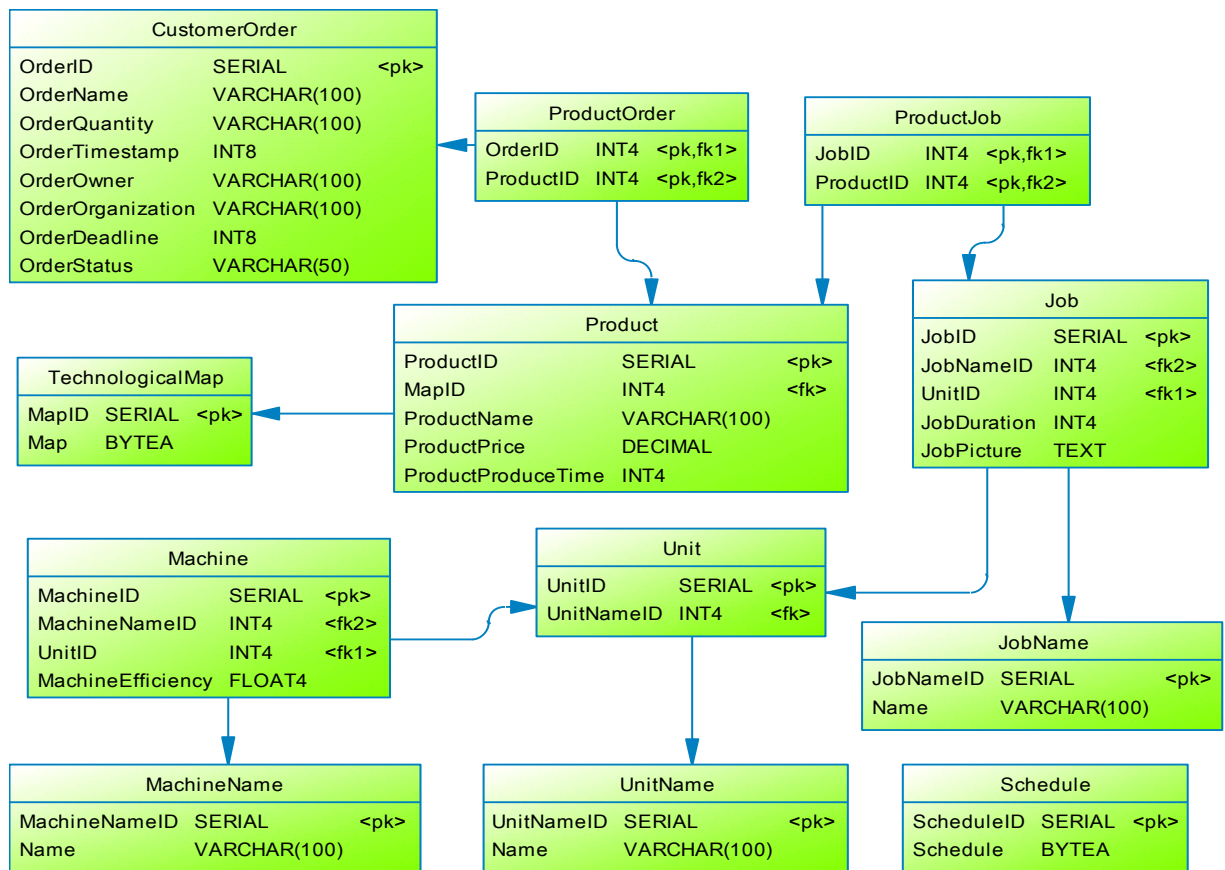 CustomerOrder
OrderID SERIAL <pk>
OrderName VARCHAR(100)
OrderQuantity VARCHAR(100)
OrderTimestamp INT8
OrderOwner VARCHAR(100)
OrderOrganization VARCHAR(100)
OrderDeadline INT8
OrderStatus VARCHAR(50)
ProductOrder
OrderID INT4 <pk,fk1>
ProductID INT4 <pk,fk2>
ProductJob
JobID INT4 <pk,fk1>
ProductID INT4 <pk,fk2>
Product
ProductID SERIAL <pk>
MapID INT4 <fk>
ProductName VARCHAR(100)
ProductPrice DECIMAL
ProductProduceTime INT4
Job
JobID SERIAL <pk>
JobNameID INT4 <fk2>
UnitID INT4 <fk1>
JobDuration INT4
JobPicture TEXT
TechnologicalMap
MapID SERIAL <pk>
Map BYTEA
Machine
MachineID SERIAL <pk>
MachineNameID INT4 <fk2>
UnitID INT4 <fk1>
MachineEfficiency FLOAT4
Unit
UnitID SERIAL <pk>
UnitNameID INT4 <fk>
JobName
JobNameID SERIAL <pk>
Name VARCHAR(100)
MachineName
MachineNameID SERIAL <pk>
Name VARCHAR(100)
UnitName
UnitNameID SERIAL <pk>
Name VARCHAR(100)
Schedule
ScheduleID SERIAL <pk>
Schedule BYTEA